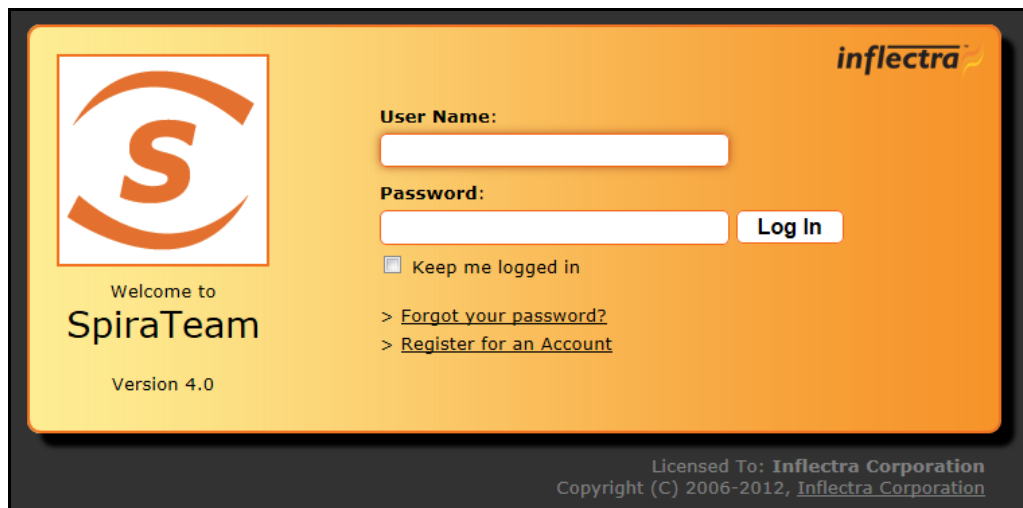 inflectra
S
User Name:
Password:
Log In
Keep me logged in
Welcome to
SpiraTeam
Version 4.0
> Forgot your password?
> Register for an Account
Licensed To: Inflectra Corporation
Copyright (C) 2006-2012, Inflectra Corporation